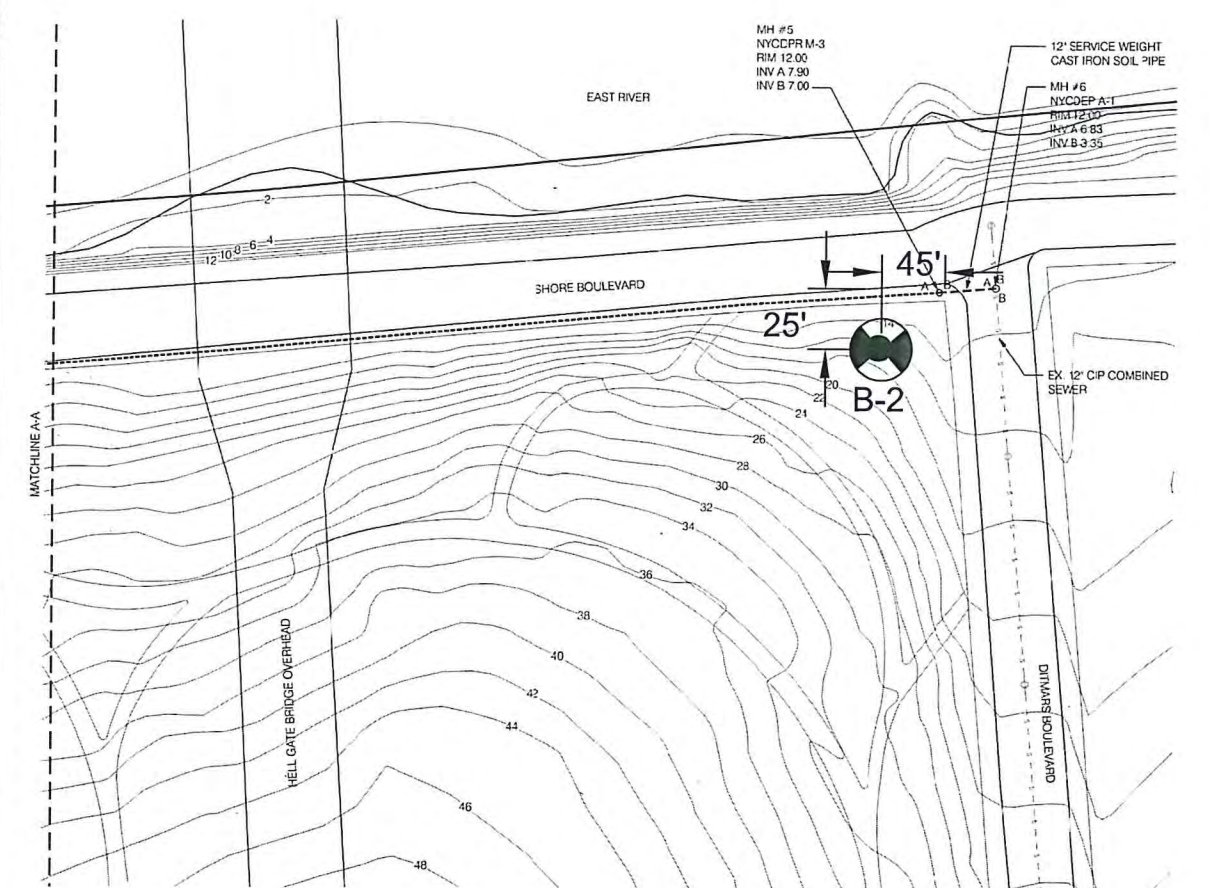 MH #5
NYCDPR M-3
RIM 12.00
INV A 7.90
INV B 7.00
12" SERVICE WEIGHT
CAST IRON SOIL PIPE
MH #6
NYCDEP A-1
RIM 12.00
INV A 6.83
INV B 3.35
EAST RIVER
2
4
6
8
10
12
SHORE BOULEVARD
45'
A
B
A
B
B
25'
14
B-2
EX. 12" CIP COMBINED
SEWER
20
22
21
26
28
30
32
34
36
38
40
42
44
46
48
MATCHLINE A-A
HELL GATE BRIDGE OVERHEAD
DITMARS BOULEVARD